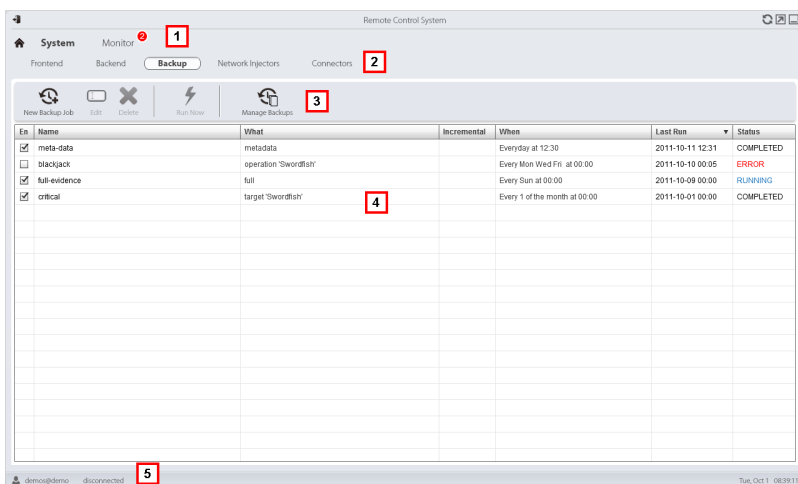 Remote Control System
System Monitor 2 1
Frontend Backend Backup Network Injectors Connectors 2
New Backup Job Edit Delete Run Now Manage Backups 3
En Name What Incremental When Last Run Status
meta-data metadata Everyday at 12:30 2011-10-11 12:31 COMPLETED
blackjack operation 'Swordfish' Every Mon Wed Fri at 00:00 2011-10-10 00:05 ERROR
full-evidence full Every Sun at 00:00 2011-10-09 00:00 RUNNING
critical target 'Swordfish' Every 1 of the month at 00:00 2011-10-01 00:00 COMPLETED
4
demos@demo disconnected 5 Tue, Oct 1 08:39:11